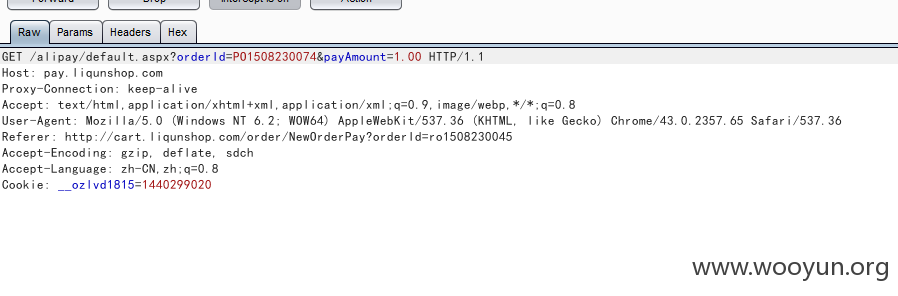 Forward Drop Intercept is on Action
Raw Params Headers Hex
GET /alipay/default.aspx?orderId=PO1508230074&payAmount=1.00 HTTP/1.1
Host: pay.liqunshop.com
Proxy-Connection: keep-alive
Accept: text/html,application/xhtml+xml,application/xml;q=0.9,image/webp,*/*;q=0.8
User-Agent: Mozilla/5.0 (Windows NT 6.2; WOW64) AppleWebKit/537.36 (KHTML, like Gecko) Chrome/43.0.2357.65 Safari/537.36
Referer: http://cart.liqunshop.com/order/NewOrderPay?orderId=ro1508230045
Accept-Encoding: gzip, deflate, sdch
Accept-Language: zh-CN,zh;q=0.8
Cookie: __ozlvd1815=1440299020
www.wooyun.org